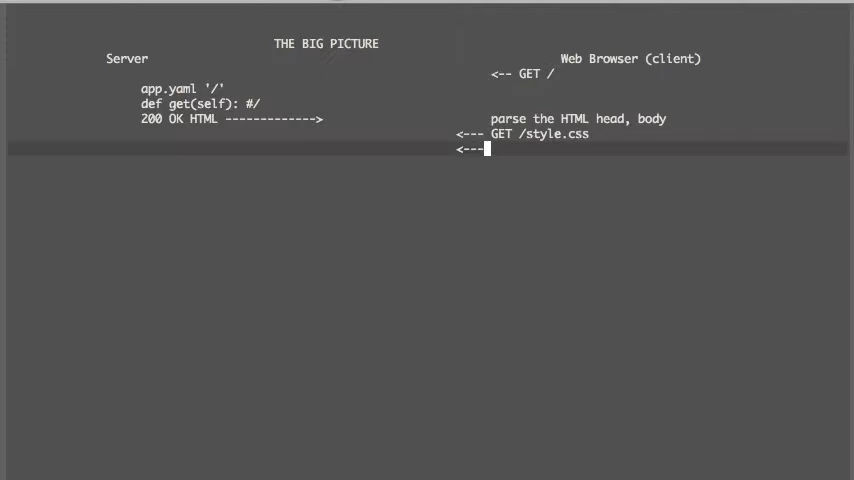 THE BIG PICTURE
Server Web Browser (client)
<-- GET /
app.yaml '/'
def get(self): #/
200 OK HTML -------------> parse the HTML head, body
<--- GET /style.css
<---